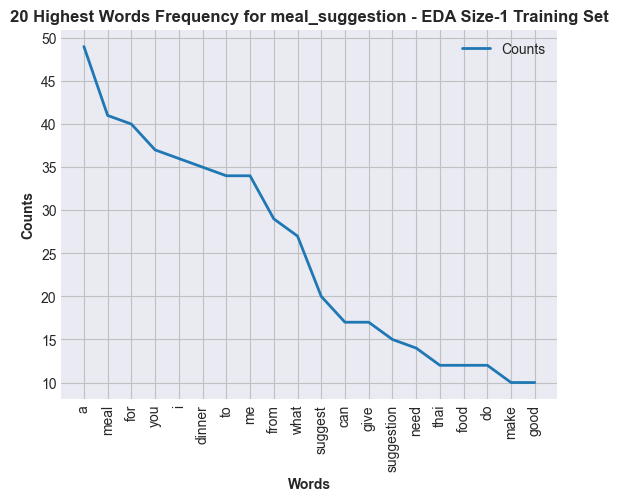 20 Highest Words Frequency for meal_suggestion - EDA Size-1 Training Set
Counts
50
45
40
35
30
25
20
15
10
Counts
a
meal
for
you
i
dinner
to
me
from
what
suggest
can
give
suggestion
need
thai
food
do
make
good
Words